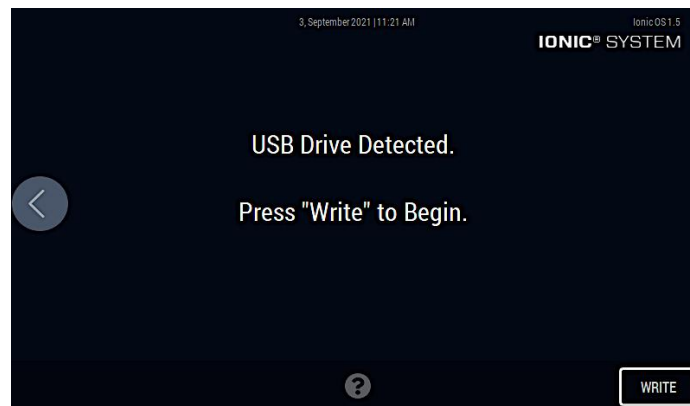 3, September 2021 | 11:21 AM
Ionic OS 1.5
IONIC® SYSTEM
USB Drive Detected.
Press "Write" to Begin.
?
WRITE